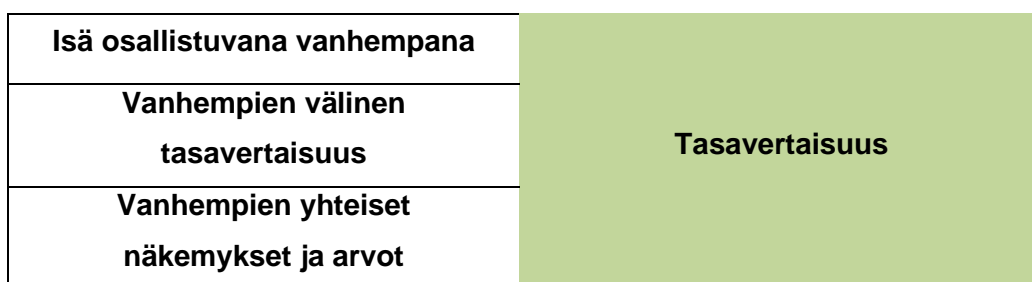 Isä osallistuvana vanhempana
Vanhempien välinen
tasavertaisuus
Tasavertaisuus
Vanhempien yhteiset
näkemykset ja arvot